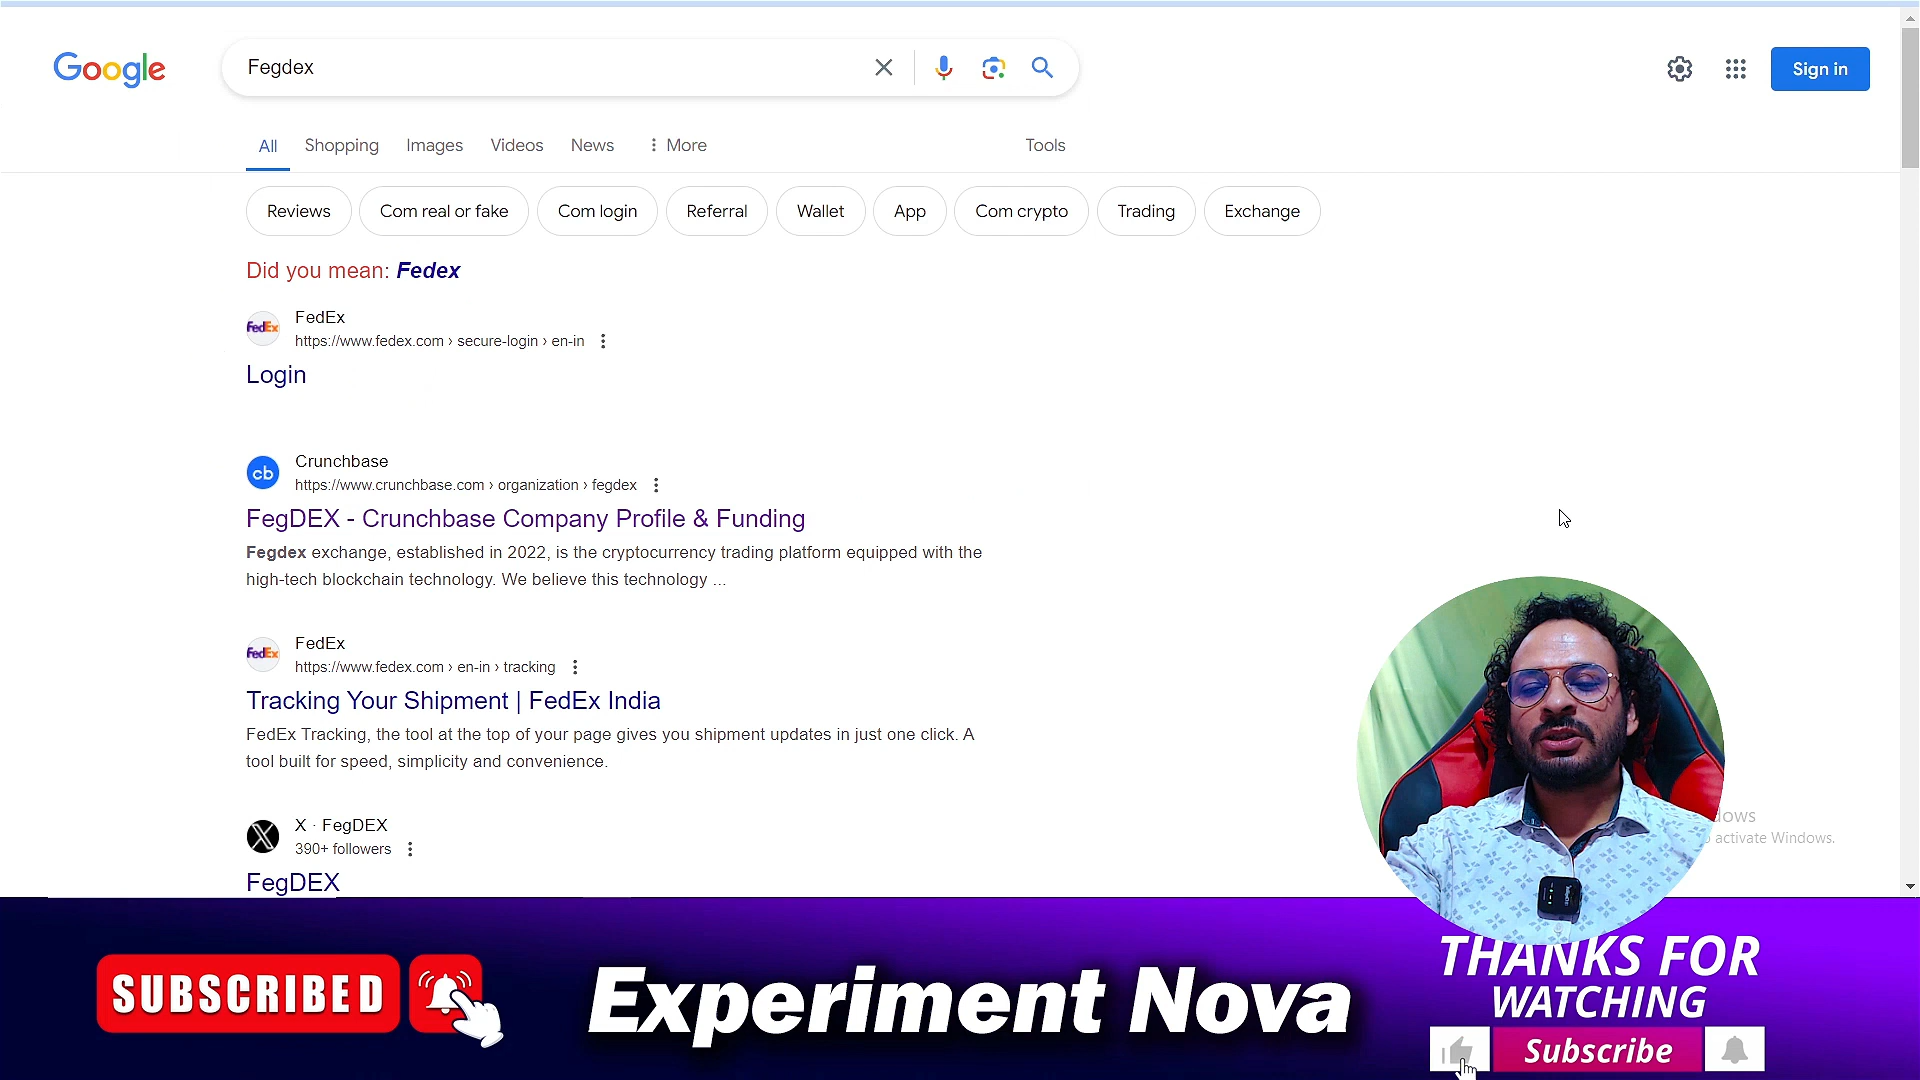 Google
Fegdex
Sign in
All Shopping Images Videos News More Tools
Reviews Com real or fake Com login Referral Wallet App Com crypto Trading Exchange
Did you mean: Fedex
FedEx
FedEx
https://www.fedex.com › secure-login › en-in
Login
cb
Crunchbase
https://www.crunchbase.com › organization › fegdex
FegDEX - Crunchbase Company Profile & Funding
Fegdex exchange, established in 2022, is the cryptocurrency trading platform equipped with the
high-tech blockchain technology. We believe this technology ...
FedEx
FedEx
https://www.fedex.com › en-in › tracking
Tracking Your Shipment | FedEx India
FedEx Tracking, the tool at the top of your page gives you shipment updates in just one click. A
tool built for speed, simplicity and convenience.
X · FegDEX
390+ followers
FegDEX
activate Windows.
SUBSCRIBED
Experiment Nova
THANKS FOR
WATCHING
Subscribe